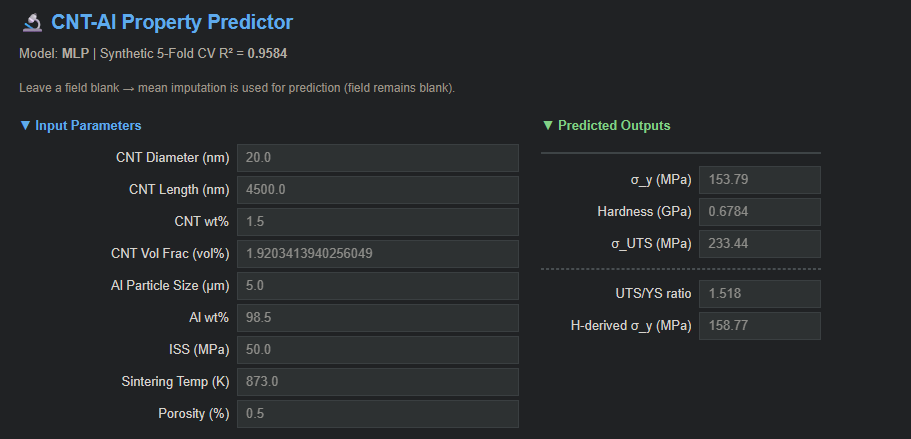 CNT-Al Property Predictor
Model: MLP | Synthetic 5-Fold CV R² = 0.9584
Leave a field blank → mean imputation is used for prediction (field remains blank).
▼ Input Parameters
CNT Diameter (nm) 20.0
CNT Length (nm) 4500.0
CNT wt% 1.5
CNT Vol Frac (vol%) 1.9203413940256049
Al Particle Size (μm) 5.0
Al wt% 98.5
ISS (MPa) 50.0
Sintering Temp (K) 873.0
Porosity (%) 0.5
▼ Predicted Outputs
σ_y (MPa) 153.79
Hardness (GPa) 0.6784
σ_UTS (MPa) 233.44
UTS/YS ratio 1.518
H-derived σ_y (MPa) 158.77